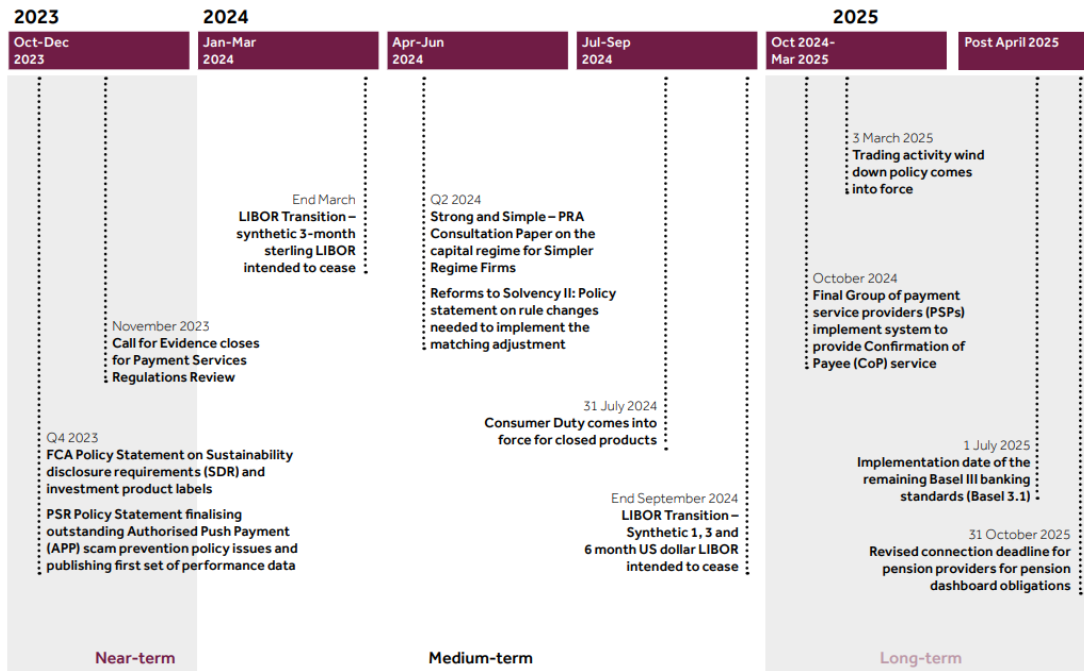 2023
2024
2025
Oct-Dec
2023
Jan-Mar
2024
Apr-Jun
2024
Jul-Sep
2024
Oct 2024-
Mar 2025
Post April 2025
3 March 2025
Trading activity wind
down policy comes
into force
End March
LIBOR Transition –
synthetic 3-month
sterling LIBOR
intended to cease
Q2 2024
Strong and Simple – PRA
Consultation Paper on the
capital regime for Simpler
Regime Firms
Reforms to Solvency II: Policy
statement on rule changes
needed to implement the
matching adjustment
October 2024
Final Group of payment
service providers (PSPs)
implement system to
provide Confirmation of
Payee (CoP) service
November 2023
Call for Evidence closes
for Payment Services
Regulations Review
31 July 2024
Consumer Duty comes into
force for closed products
Q4 2023
FCA Policy Statement on Sustainability
disclosure requirements (SDR) and
investment product labels
PSR Policy Statement finalising
outstanding Authorised Push Payment
(APP) scam prevention policy issues and
publishing first set of performance data
1 July 2025
Implementation date of the
remaining Basel III banking
standards (Basel 3.1)
End September 2024
LIBOR Transition –
Synthetic 1, 3 and
6 month US dollar LIBOR
intended to cease
31 October 2025
Revised connection deadline for
pension providers for pension
dashboard obligations
Near-term
Medium-term
Long-term